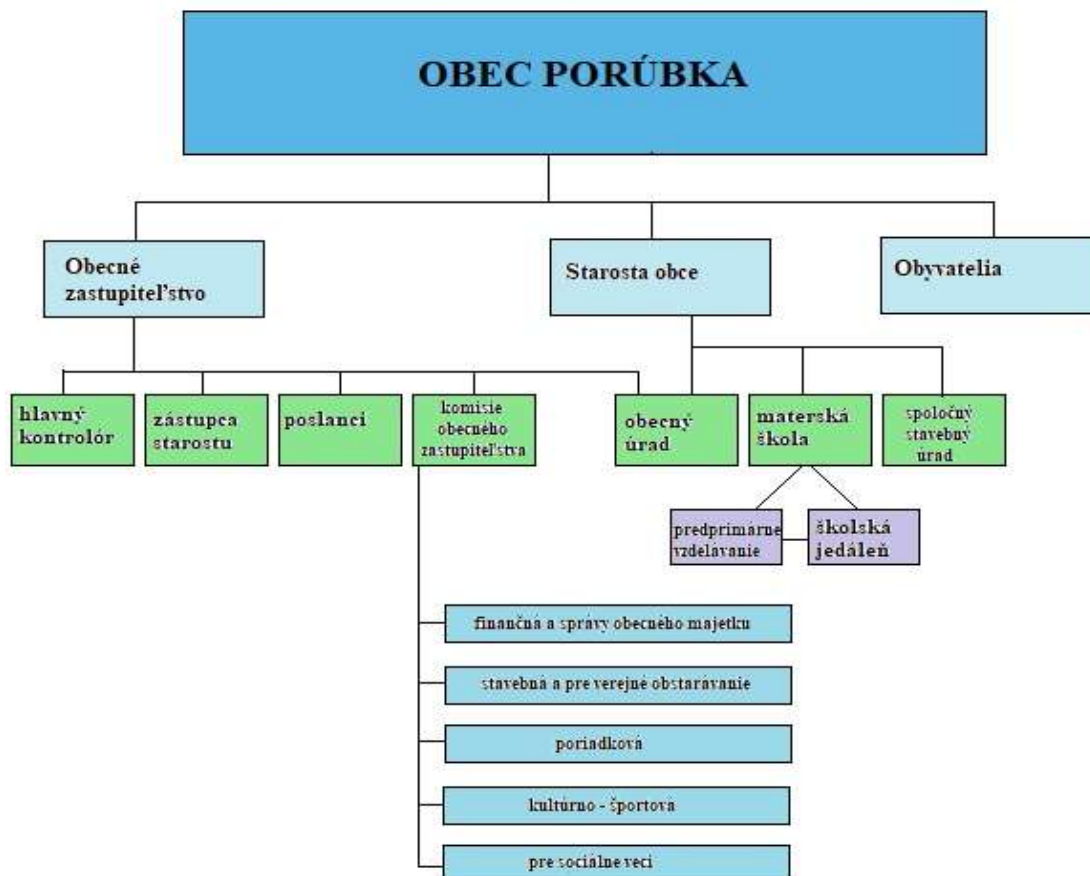 OBEC PORÚBKA
Obecné
zastupiteľstvo
Starosta obce
Obyvatelia
hlavný
kontrolór
zástupca
starostu
poslanci
komisie
obecného
zastupiteľstva
obecný
úrad
materská
škola
spoločný
stavebný
úrad
predprimárne
vzdelávanie
školská
jedáleň
finančná a správy obecného majetku
stavebná a pre verejné obstarávanie
poriadková
kultúrno - športová
pre sociálne veci